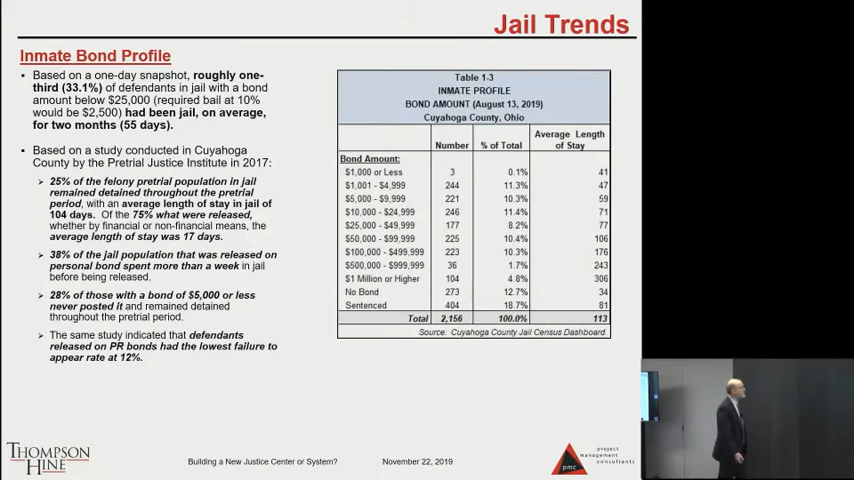 Jail Trends
Inmate Bond Profile
▪ Based on a one-day snapshot, roughly one-
third (33.1%) of defendants in jail with a bond
amount below $25,000 (required bail at 10%
would be $2,500) had been jail, on average,
for two months (55 days).
▪ Based on a study conducted in Cuyahoga
County by the Pretrial Justice Institute in 2017:
➢ 25% of the felony pretrial population in jail
remained detained throughout the pretrial
period, with an average length of stay in jail of
104 days. Of the 75% what were released,
whether by financial or non-financial means, the
average length of stay was 17 days.
➢ 38% of the jail population that was released on
personal bond spent more than a week in jail
before being released.
➢ 28% of those with a bond of $5,000 or less
never posted it and remained detained
throughout the pretrial period.
➢ The same study indicated that defendants
released on PR bonds had the lowest failure to
appear rate at 12%.
Table 1-3
INMATE PROFILE
BOND AMOUNT (August 13, 2019)
Cuyahoga County, Ohio
Number % of Total Average Length of Stay
Bond Amount:
$1,000 or Less 3 0.1% 41
$1,001 - $4,999 244 11.3% 47
$5,000 - $9,999 221 10.3% 59
$10,000 - $24,999 246 11.4% 71
$25,000 - $49,999 177 8.2% 77
$50,000 - $99,999 225 10.4% 106
$100,000 - $499,999 223 10.3% 176
$500,000 - $999,999 36 1.7% 243
$1 Million or Higher 104 4.8% 306
No Bond 273 12.7% 34
Sentenced 404 18.7% 81
Total 2,156 100.0% 113
Source: Cuyahoga County Jail Census Dashboard.
THOMPSON
HINE
Building a New Justice Center or System? November 22, 2019
pmc
project
management
consultants